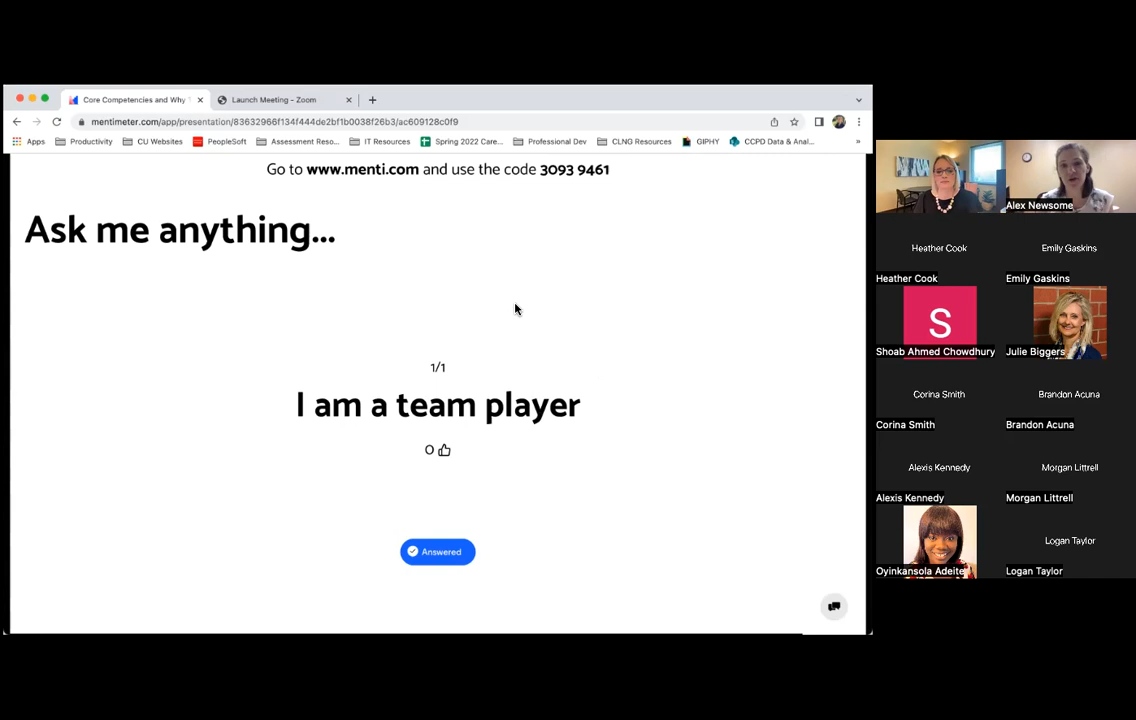 Core Competencies and Why
Launch Meeting - Zoom
mentimeter.com/app/presentation/83632966f134f444de2bf1b0038f26b3/ac609128c0f9
Apps
Productivity
CU Websites
PeopleSoft
Assessment Reso...
IT Resources
Spring 2022 Care...
Professional Dev
CLNG Resources
GIPHY
CCPD Data & Anal...
Go to www.menti.com and use the code 3093 9461
Ask me anything...
1/1
I am a team player
0
Answered
Alex Newsome
Heather Cook
Emily Gaskins
Heather Cook
Emily Gaskins
S
Shoab Ahmed Chowdhury
Julie Biggers
Corina Smith
Brandon Acuna
Corina Smith
Brandon Acuna
Alexis Kennedy
Morgan Littrell
Alexis Kennedy
Morgan Littrell
Logan Taylor
Oyinkansola Adeite
Logan Taylor